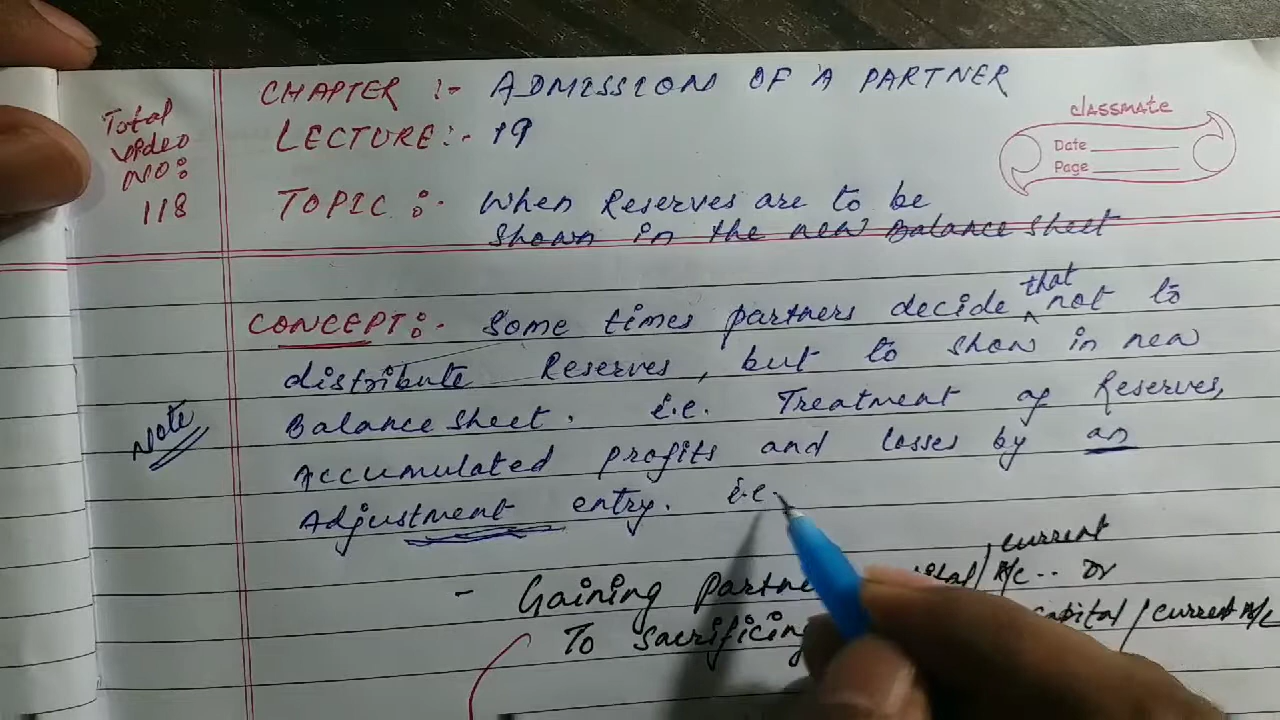 CHAPTER :- ADMISSION OF A PARTNER
LECTURE :- 19
Total
video
NO:
118
classmate
Date
Page
TOPIC :- When Reserves are to be
shown in the new Balance Sheet
CONCEPT :- Some times partners decide that not to
distribute Reserves, but to show in new
Balance Sheet. i.e. Treatment of Reserves,
Note
Accumulated profits and losses by an
Adjustment entry. i.e.
- Gaining / current A/c.. Dr
To Sacrificing / current A/c